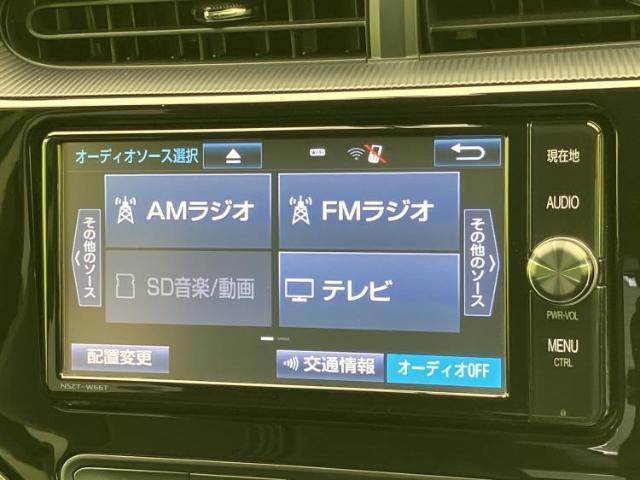 オーディオソース選択
AMラジオ
FMラジオ
その他のソース
SD音楽/動画
テレビ
その他のソース
配置変更
交通情報
オーディオOFF
NSZT-W66T
現在地
AUDIO
PWR-VOL
MENU
CTRL